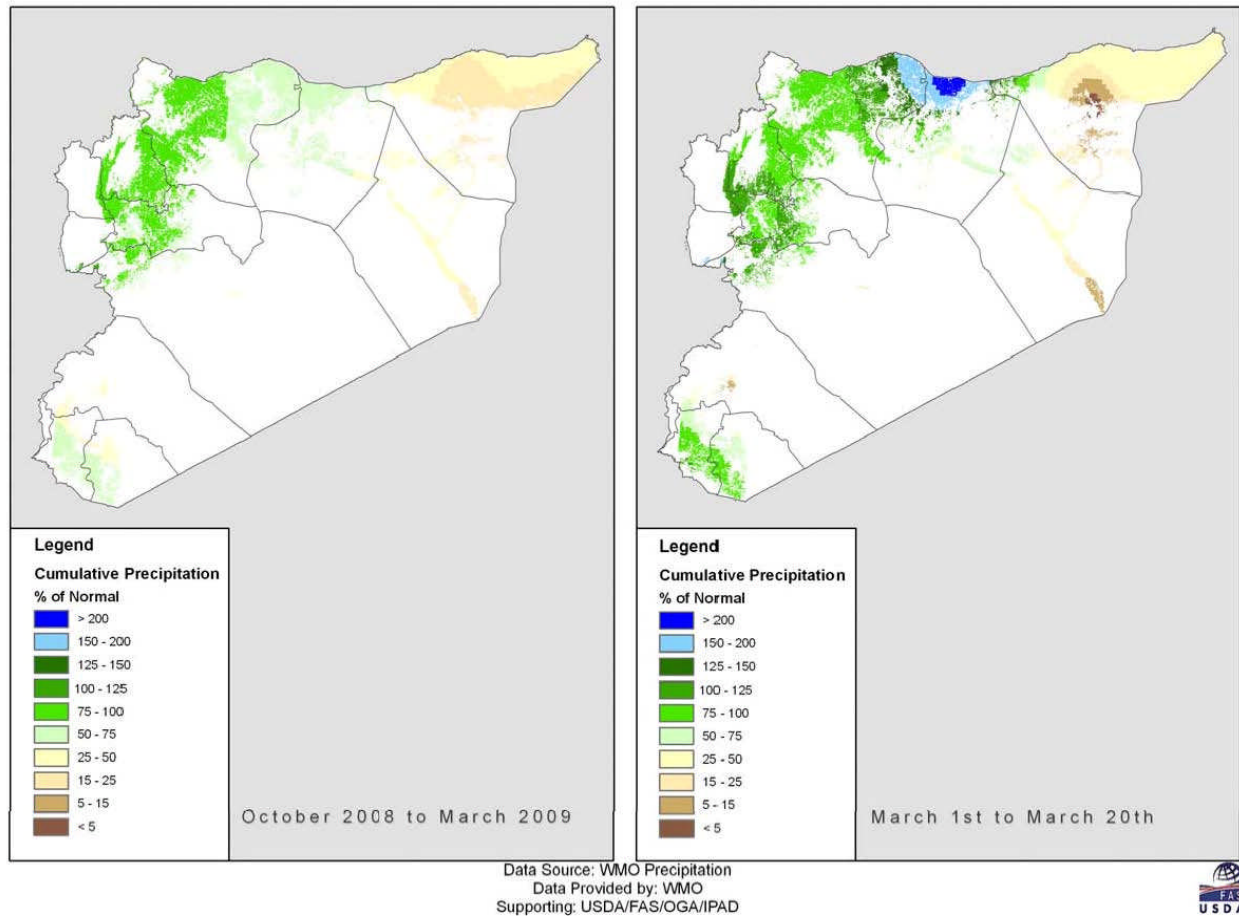 Legend
Cumulative Precipitation
% of Normal
> 200
150 - 200
125 - 150
100 - 125
75 - 100
50 - 75
25 - 50
15 - 25
5 - 15
< 5
October 2008 to March 2009
Legend
Cumulative Precipitation
% of Normal
> 200
150 - 200
125 - 150
100 - 125
75 - 100
50 - 75
25 - 50
15 - 25
5 - 15
< 5
March 1st to March 20th
Data Source: WMO Precipitation
Data Provided by: WMO
Supporting: USDA/FAS/OGA/IPAD
FAS
USDA